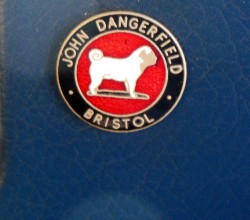 JOHN DANGERFIELD
· BRISTOL ·